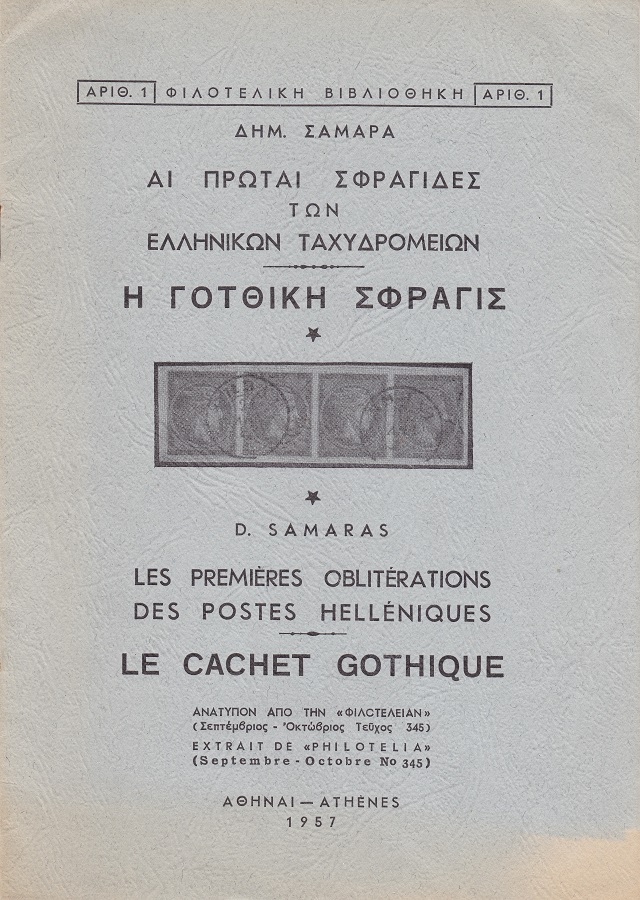 ΑΡΙΘ. 1 ΦΙΛΟΤΕΛΙΚΗ ΒΙΒΛΙΟΘΗΚΗ ΑΡΙΘ. 1
ΔΗΜ. ΣΑΜΑΡΑ
ΑΙ ΠΡΩΤΑΙ ΣΦΡΑΓΙΔΕΣ
ΤΩΝ
ΕΛΛΗΝΙΚΩΝ ΤΑΧΥΔΡΟΜΕΙΩΝ
Η ΓΟΤΘΙΚΗ ΣΦΡΑΓΙΣ
D. SAMARAS
LES PREMIÈRES OBLITÉRATIONS
DES POSTES HELLÉNIQUES
LE CACHET GOTHIQUE
ΑΝΑΤΥΠΟΝ ΑΠΟ ΤΗΝ «ΦΙΛΟΤΕΛΕΙΑΝ»
(Σεπτέμβριος - Ὀκτώβριος Τεῦχος 345)
EXTRAIT DE «PHILOTELIA»
(Septembre - Octobre No 345)
ΑΘΗΝΑΙ — ATHÈNES
1957